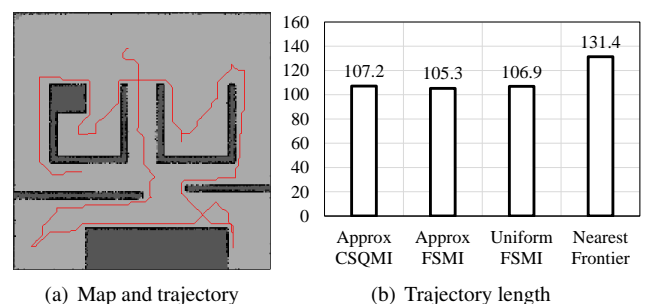 160
140
120
100
80
60
40
20
0
107.2
105.3
106.9
131.4
Approx CSQMI
Approx FSMI
Uniform FSMI
Nearest Frontier
(a) Map and trajectory
(b) Trajectory length